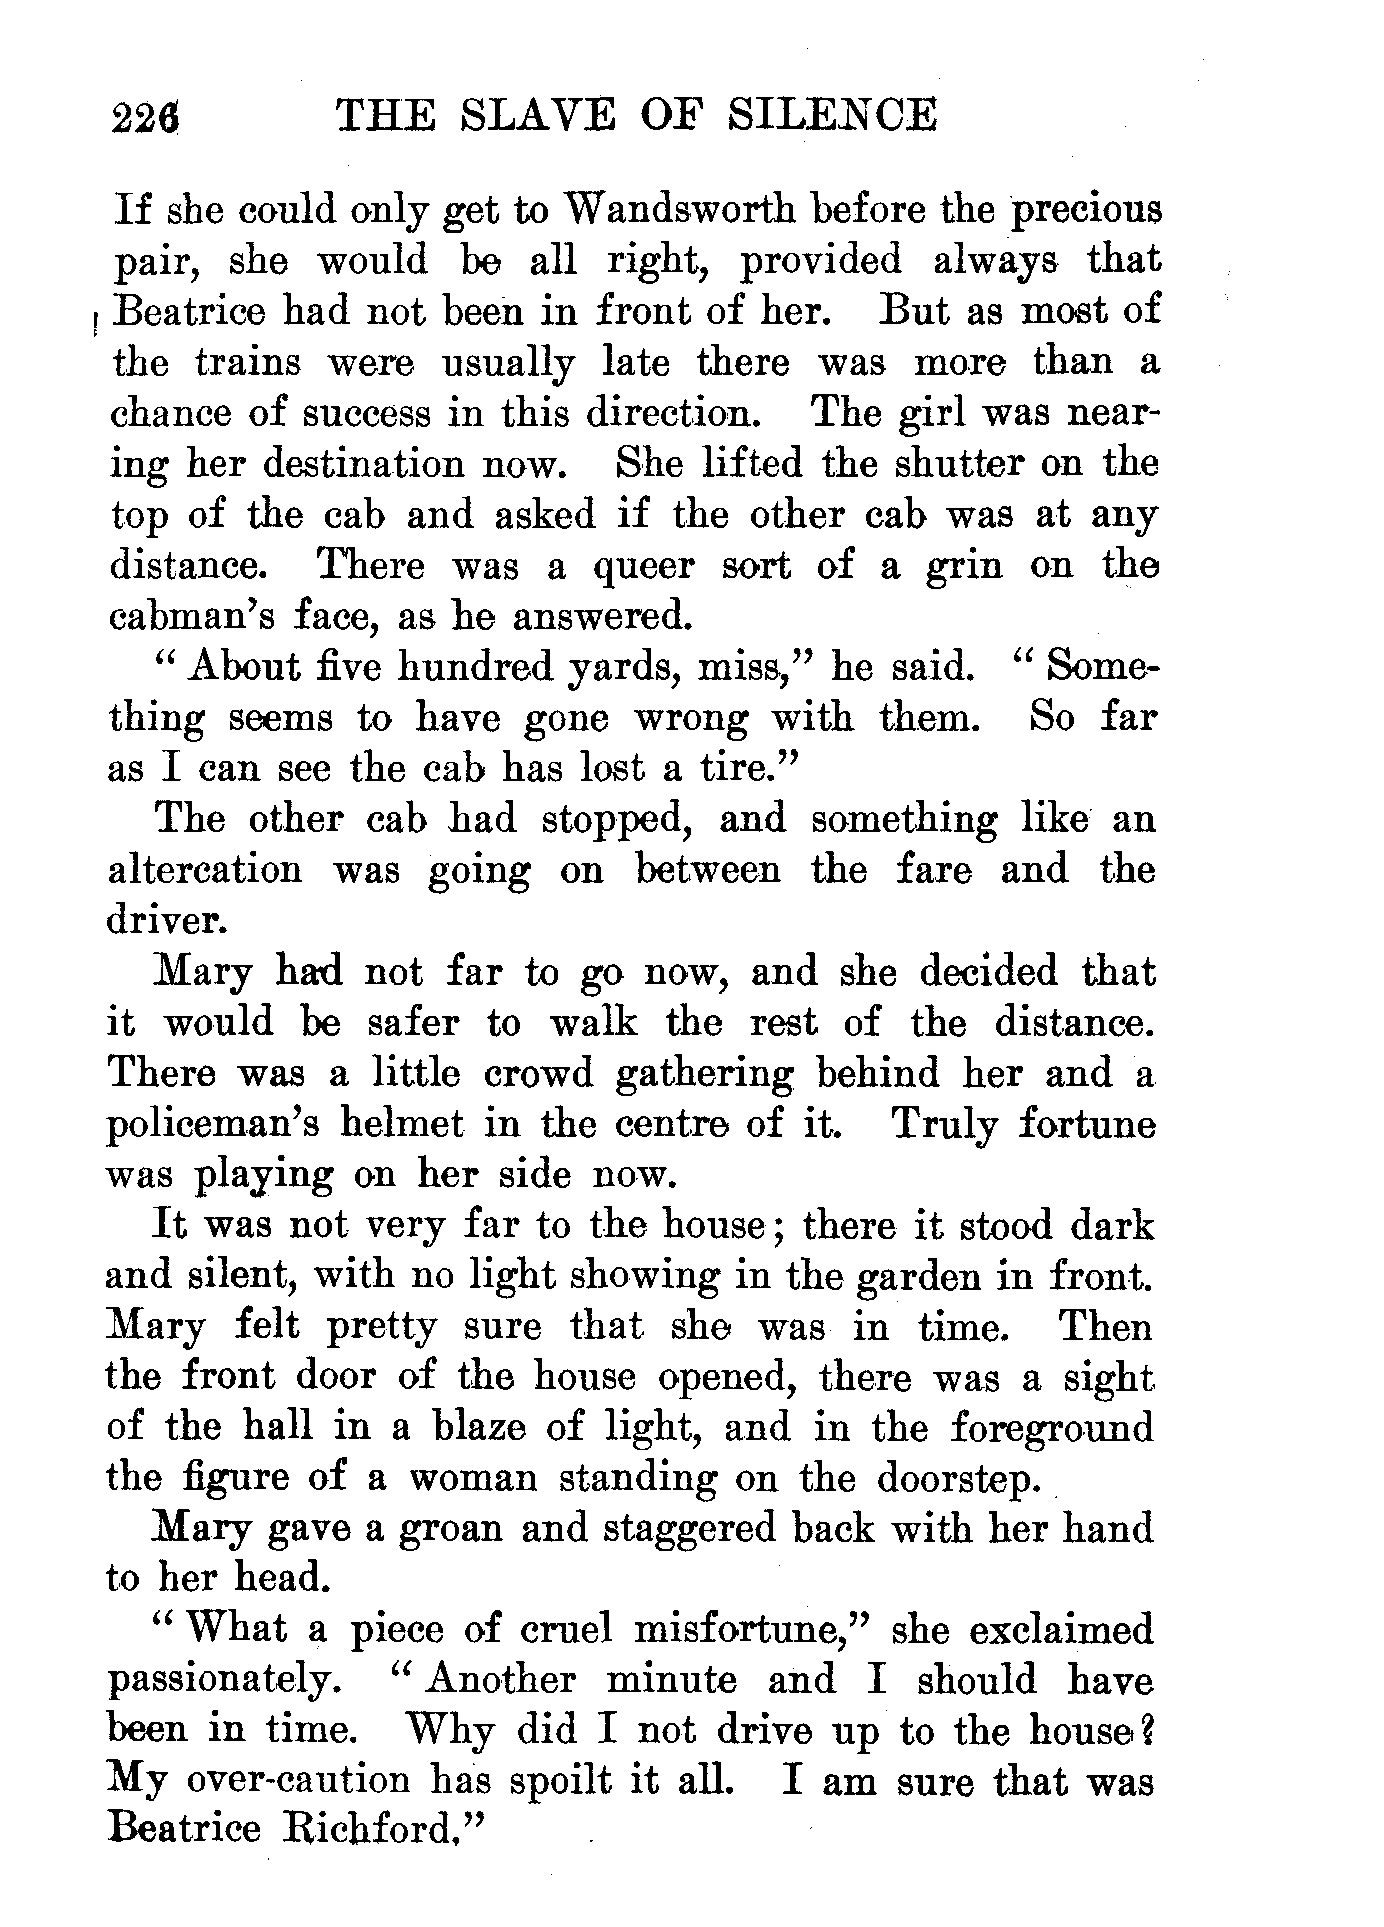 226 THE SLAVE OF SILENCE
If she could only get to Wandsworth before the precious
pair, she would be all right, provided always that
Beatrice had not been in front of her. But as most of
the trains were usually late there was more than a
chance of success in this direction. The girl was near-
ing her destination now. She lifted the shutter on the
top of the cab and asked if the other cab was at any
distance. There was a queer sort of a grin on the
cabman's face, as he answered.
“ About five hundred yards, miss,” he said. “ Some-
thing seems to have gone wrong with them. So far
as I can see the cab has lost a tire.”
The other cab had stopped, and something like an
altercation was going on between the fare and the
driver.
Mary had not far to go now, and she decided that
it would be safer to walk the rest of the distance.
There was a little crowd gathering behind her and a
policeman's helmet in the centre of it. Truly fortune
was playing on her side now.
It was not very far to the house; there it stood dark
and silent, with no light showing in the garden in front.
Mary felt pretty sure that she was in time. Then
the front door of the house opened, there was a sight
of the hall in a blaze of light, and in the foreground
the figure of a woman standing on the doorstep.
Mary gave a groan and staggered back with her hand
to her head.
“ What a piece of cruel misfortune,” she exclaimed
passionately. “ Another minute and I should have
been in time. Why did I not drive up to the house?
My over-caution has spoilt it all. I am sure that was
Beatrice Richford.”